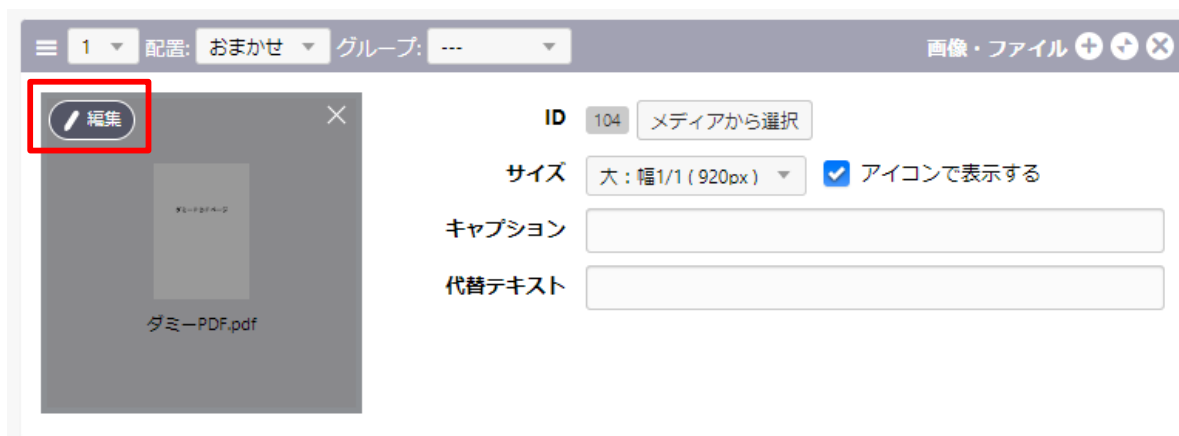 1 配置: おまかせ グループ: --- 画像・ファイル
編集
ID 104 メディアから選択
サイズ 大：幅1/1 ( 920px ) アイコンで表示する
キャプション
代替テキスト
ダミーPDF.pdf